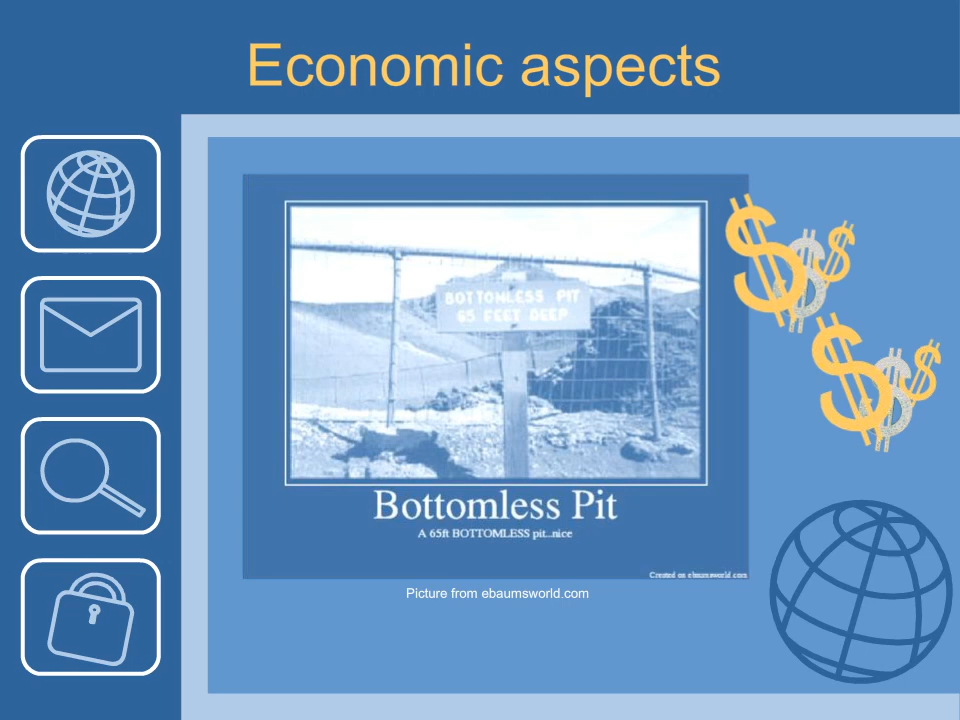 Economic aspects
BOTTOMLESS PIT
65 FEET DEEP
Bottomless Pit
A 65ft BOTTOMLESS pit...nice
Created on ebaumsworld.com
Picture from ebaumsworld.com